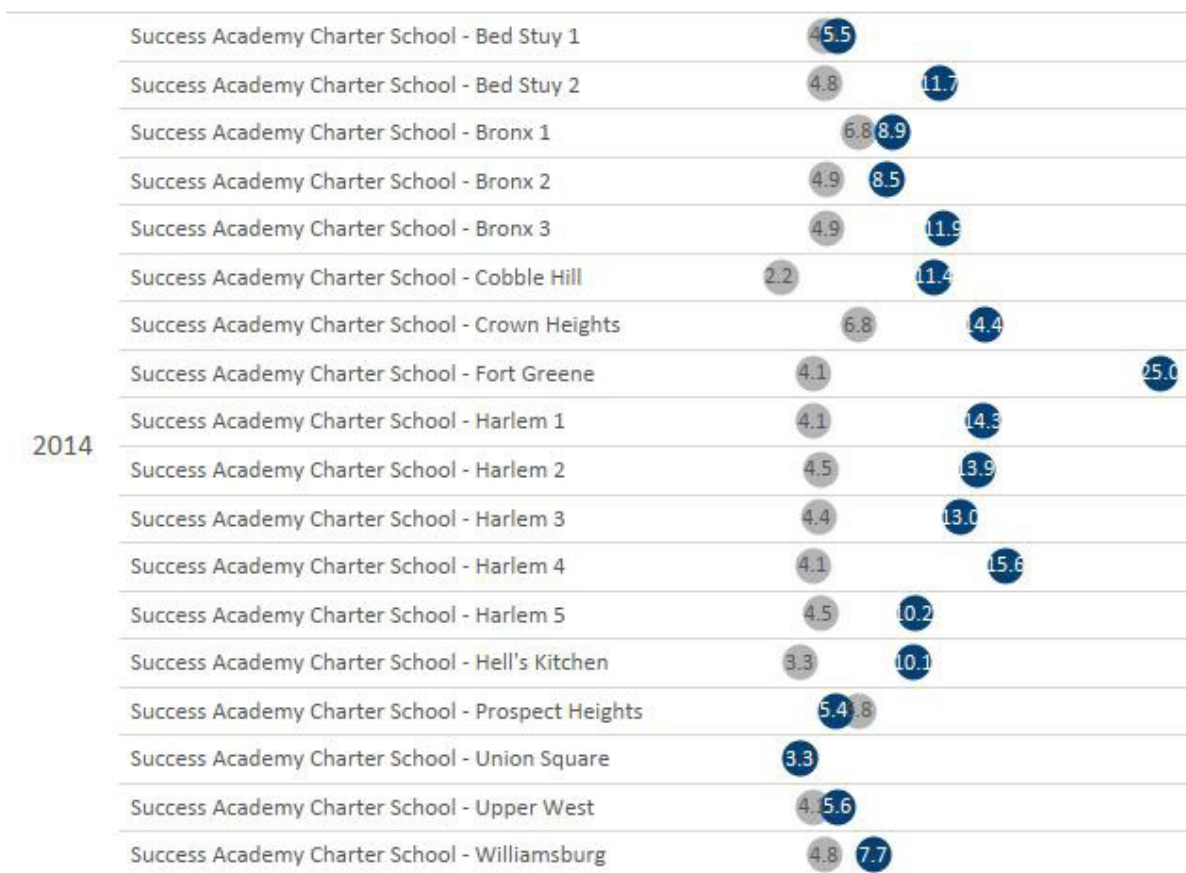 Success Academy Charter School - Bed Stuy 1 5.5
Success Academy Charter School - Bed Stuy 2 4.8 11.7
Success Academy Charter School - Bronx 1 6.8 8.9
Success Academy Charter School - Bronx 2 4.9 8.5
Success Academy Charter School - Bronx 3 4.9 11.9
Success Academy Charter School - Cobble Hill 2.2 11.4
Success Academy Charter School - Crown Heights 6.8 14.4
Success Academy Charter School - Fort Greene 4.1 25.0
Success Academy Charter School - Harlem 1 4.1 14.3
2014
Success Academy Charter School - Harlem 2 4.5 13.9
Success Academy Charter School - Harlem 3 4.4 13.0
Success Academy Charter School - Harlem 4 4.1 15.6
Success Academy Charter School - Harlem 5 4.5 10.2
Success Academy Charter School - Hell's Kitchen 3.3 10.1
Success Academy Charter School - Prospect Heights 5.4
Success Academy Charter School - Union Square 3.3
Success Academy Charter School - Upper West 5.6
Success Academy Charter School - Williamsburg 4.8 7.7